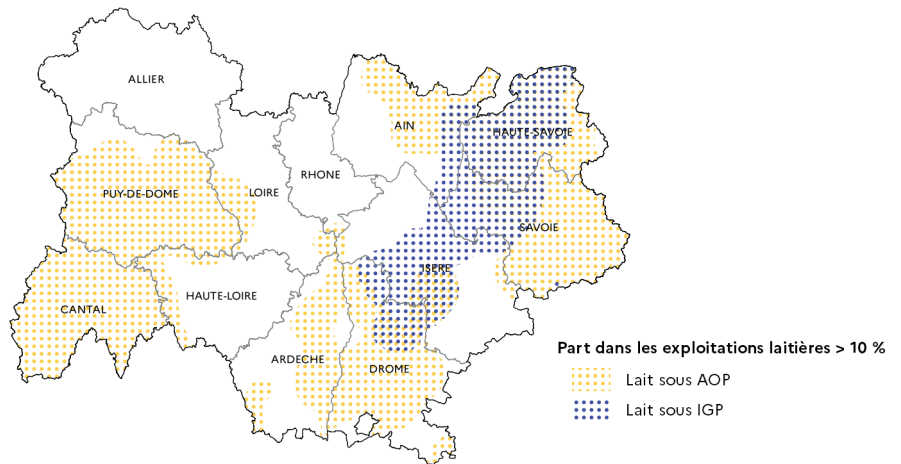 ALLIER
AIN
HAUTE-SAVOIE
RHONE
PUY-DE-DOME
LOIRE
SAVOIE
ISERE
HAUTE-LOIRE
CANTAL
ARDECHE
DROME
Part dans les exploitations laitières > 10 %
Lait sous AOP
Lait sous IGP